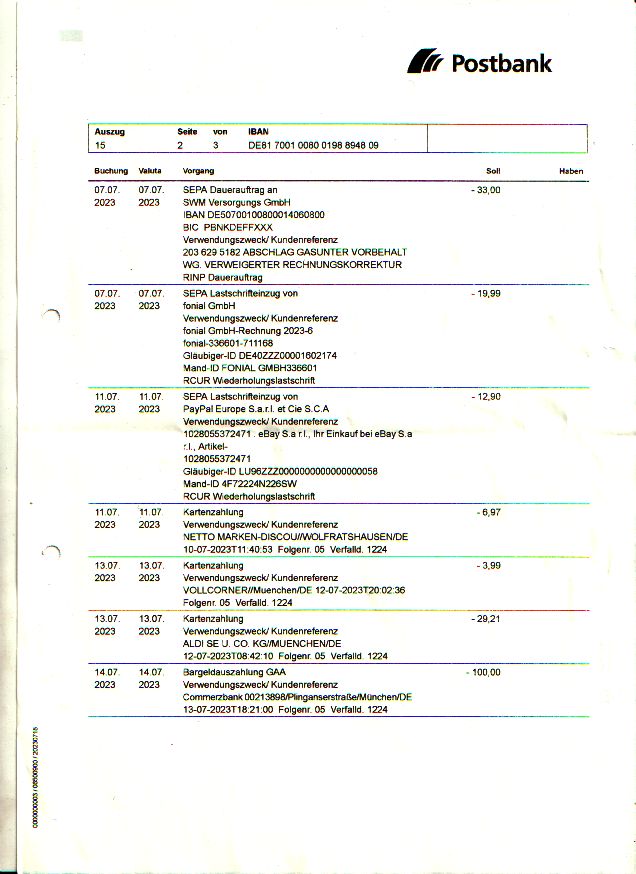 Postbank
Auszug Seite von IBAN
15 2 3 DE81 7001 0080 0198 8948 09
Buchung Valuta Vorgang Soll Haben
07.07. 07.07. SEPA Dauerauftrag an - 33,00
2023 2023 SWM Versorgungs GmbH
IBAN DE50700100800014060800
BIC PBNKDEFFXXX
Verwendungszweck/ Kundenreferenz
203 629 5182 ABSCHLAG GASUNTER VORBEHALT
WG. VERWEIGERTER RECHNUNGSKORREKTUR
RINP Dauerauftrag
07.07. 07.07. SEPA Lastschrifteinzug von - 19,99
2023 2023 fonial GmbH
Verwendungszweck/ Kundenreferenz
fonial GmbH-Rechnung 2023-6
fonial-336601-711168
Gläubiger-ID DE40ZZZ00001602174
Mand-ID FONIAL GMBH336601
RCUR Wiederholungslastschrift
11.07. 11.07. SEPA Lastschrifteinzug von - 12,90
2023 2023 PayPal Europe S.a.r.l. et Cie S.C.A
Verwendungszweck/ Kundenreferenz
1028055372471 . eBay S.a r.l., Ihr Einkauf bei eBay S.a
r.l., Artikel-
1028055372471
Gläubiger-ID LU96ZZZ0000000000000000058
Mand-ID 4F72224N226SW
RCUR Wiederholungslastschrift
11.07. 11.07. Kartenzahlung - 6,97
2023 2023 Verwendungszweck/ Kundenreferenz
NETTO MARKEN-DISCOU//WOLFRATSHAUSEN/DE
10-07-2023T11:40:53 Folgenr. 05 Verfalld. 1224
13.07. 13.07. Kartenzahlung - 3,99
2023 2023 Verwendungszweck/ Kundenreferenz
VOLLCORNER//Muenchen/DE 12-07-2023T20:02:36
Folgenr. 05 Verfalld. 1224
13.07. 13.07. Kartenzahlung - 29,21
2023 2023 Verwendungszweck/ Kundenreferenz
ALDI SE U. CO. KG//MUENCHEN/DE
12-07-2023T08:42:10 Folgenr. 05 Verfalld. 1224
14.07. 14.07. Bargeldauszahlung GAA - 100,00
2023 2023 Verwendungszweck/ Kundenreferenz
Commerzbank 00213898/Plinganserstraße/München/DE
13-07-2023T18:21:00 Folgenr. 05 Verfalld. 1224